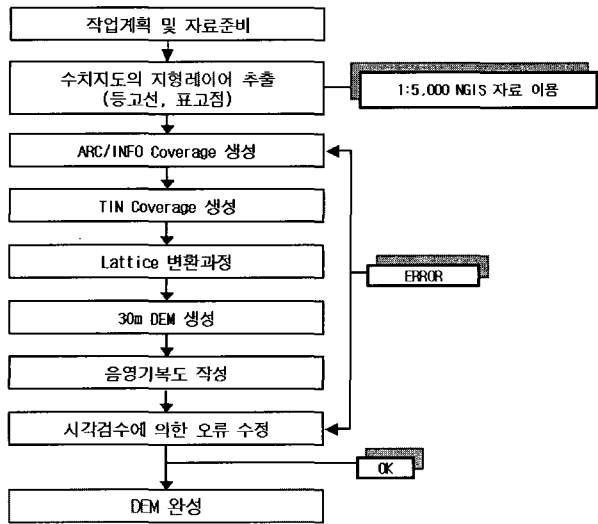 작업계획 및 자료준비
수치지도의 지형레이어 추출
(등고선, 표고점)
1:5,000 NGIS 자료 이용
ARC/INFO Coverage 생성
TIN Coverage 생성
Lattice 변환과정
ERROR
30m DEM 생성
음영기복도 작성
시각검수에 의한 오류 수정
OK
DEM 완성